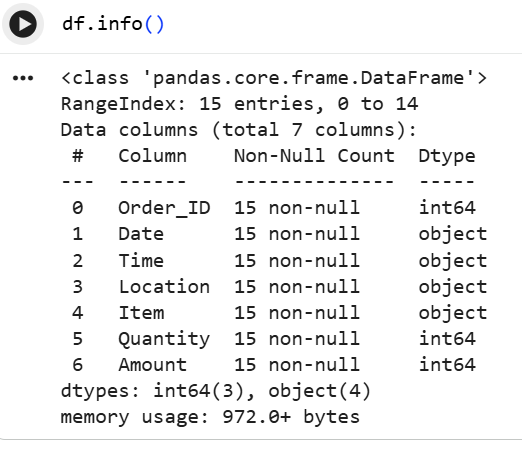 df.info()
<class 'pandas.core.frame.DataFrame'>
RangeIndex: 15 entries, 0 to 14
Data columns (total 7 columns):
 #   Column    Non-Null Count  Dtype
---  ------    --------------  -----
 0   Order_ID  15 non-null     int64
 1   Date      15 non-null     object
 2   Time      15 non-null     object
 3   Location  15 non-null     object
 4   Item      15 non-null     object
 5   Quantity  15 non-null     int64
 6   Amount    15 non-null     int64
dtypes: int64(3), object(4)
memory usage: 972.0+ bytes